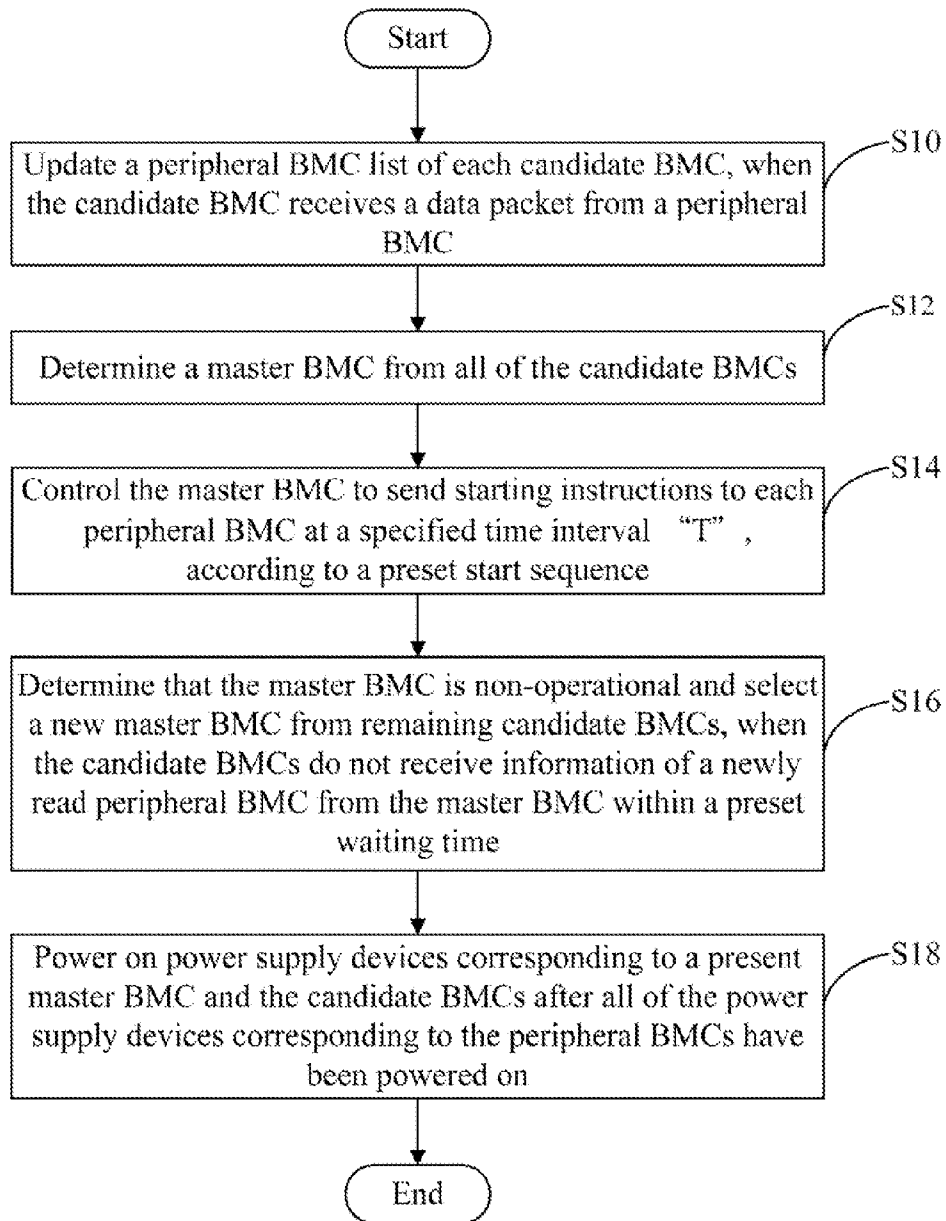 Start
S10
Update a peripheral BMC list of each candidate BMC, when
the candidate BMC receives a data packet from a peripheral
BMC
S12
Determine a master BMC from all of the candidate BMCs
S14
Control the master BMC to send starting instructions to each
peripheral BMC at a specified time interval “T”,
according to a preset start sequence
S16
Determine that the master BMC is non-operational and select
a new master BMC from remaining candidate BMCs, when
the candidate BMCs do not receive information of a newly
read peripheral BMC from the master BMC within a preset
waiting time
S18
Power on power supply devices corresponding to a present
master BMC and the candidate BMCs after all of the power
supply devices corresponding to the peripheral BMCs have
been powered on
End